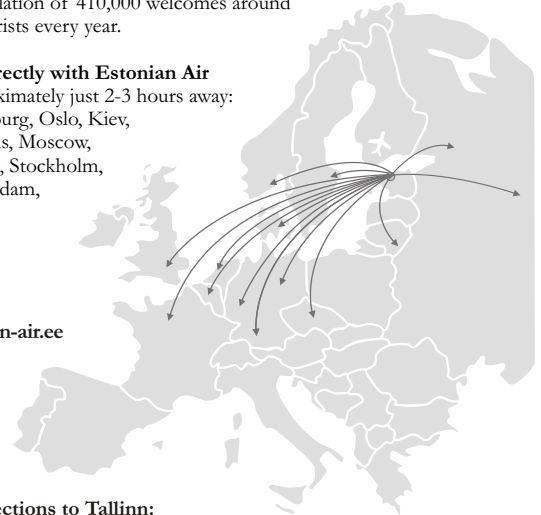 lation of 410,000 welcomes around
rists every year.
rectly with Estonian Air
ximately just 2-3 hours away:
burg, Oslo, Kiev,
s, Moscow,
, Stockholm,
dam,
n-air.ee
ections to Tallinn: